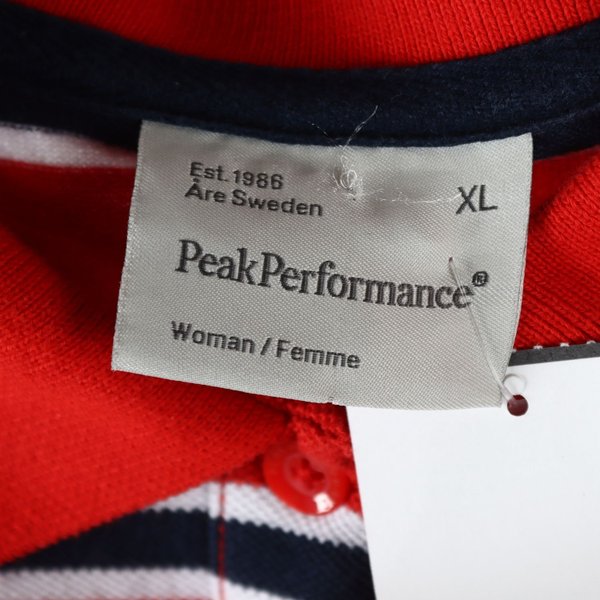 Est. 1986
Åre Sweden
XL
PeakPerformance®
Woman / Femme